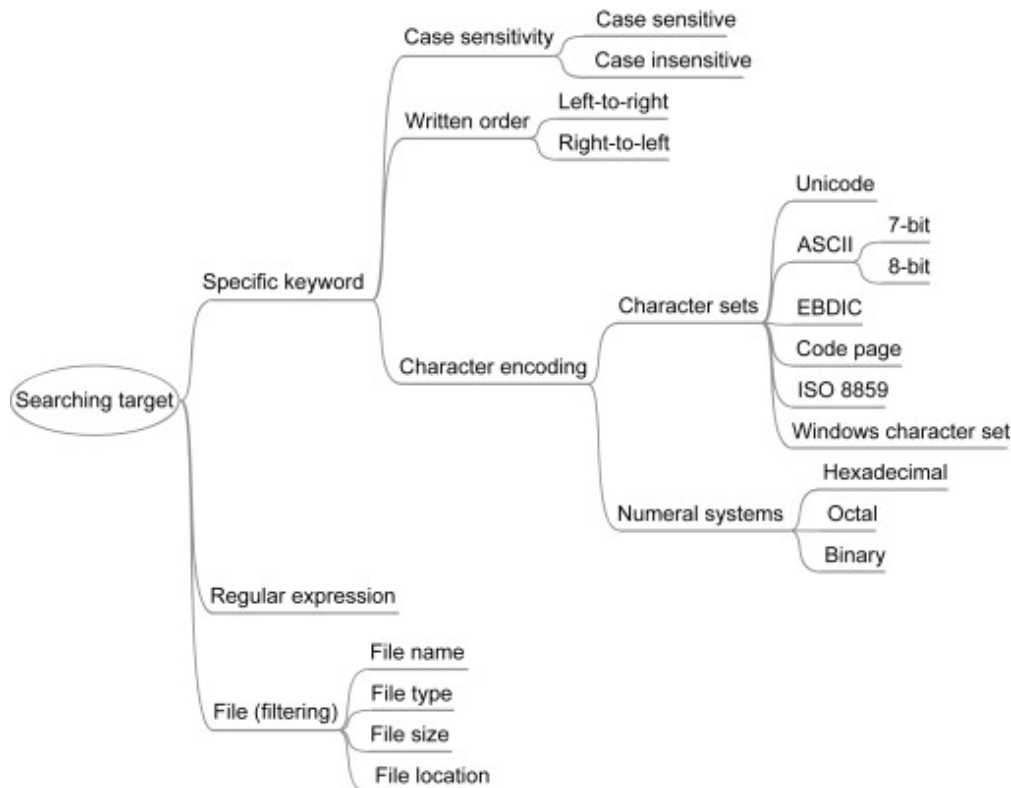 Case sensitive
Case sensitivity
Case insensitive
Left-to-right
Written order
Right-to-left
Unicode
7-bit
ASCII
8-bit
Specific keyword
Character sets
EBDIC
Code page
Character encoding
ISO 8859
Searching target
Windows character set
Hexadecimal
Numeral systems
Octal
Binary
Regular expression
File name
File type
File (filtering)
File size
File location